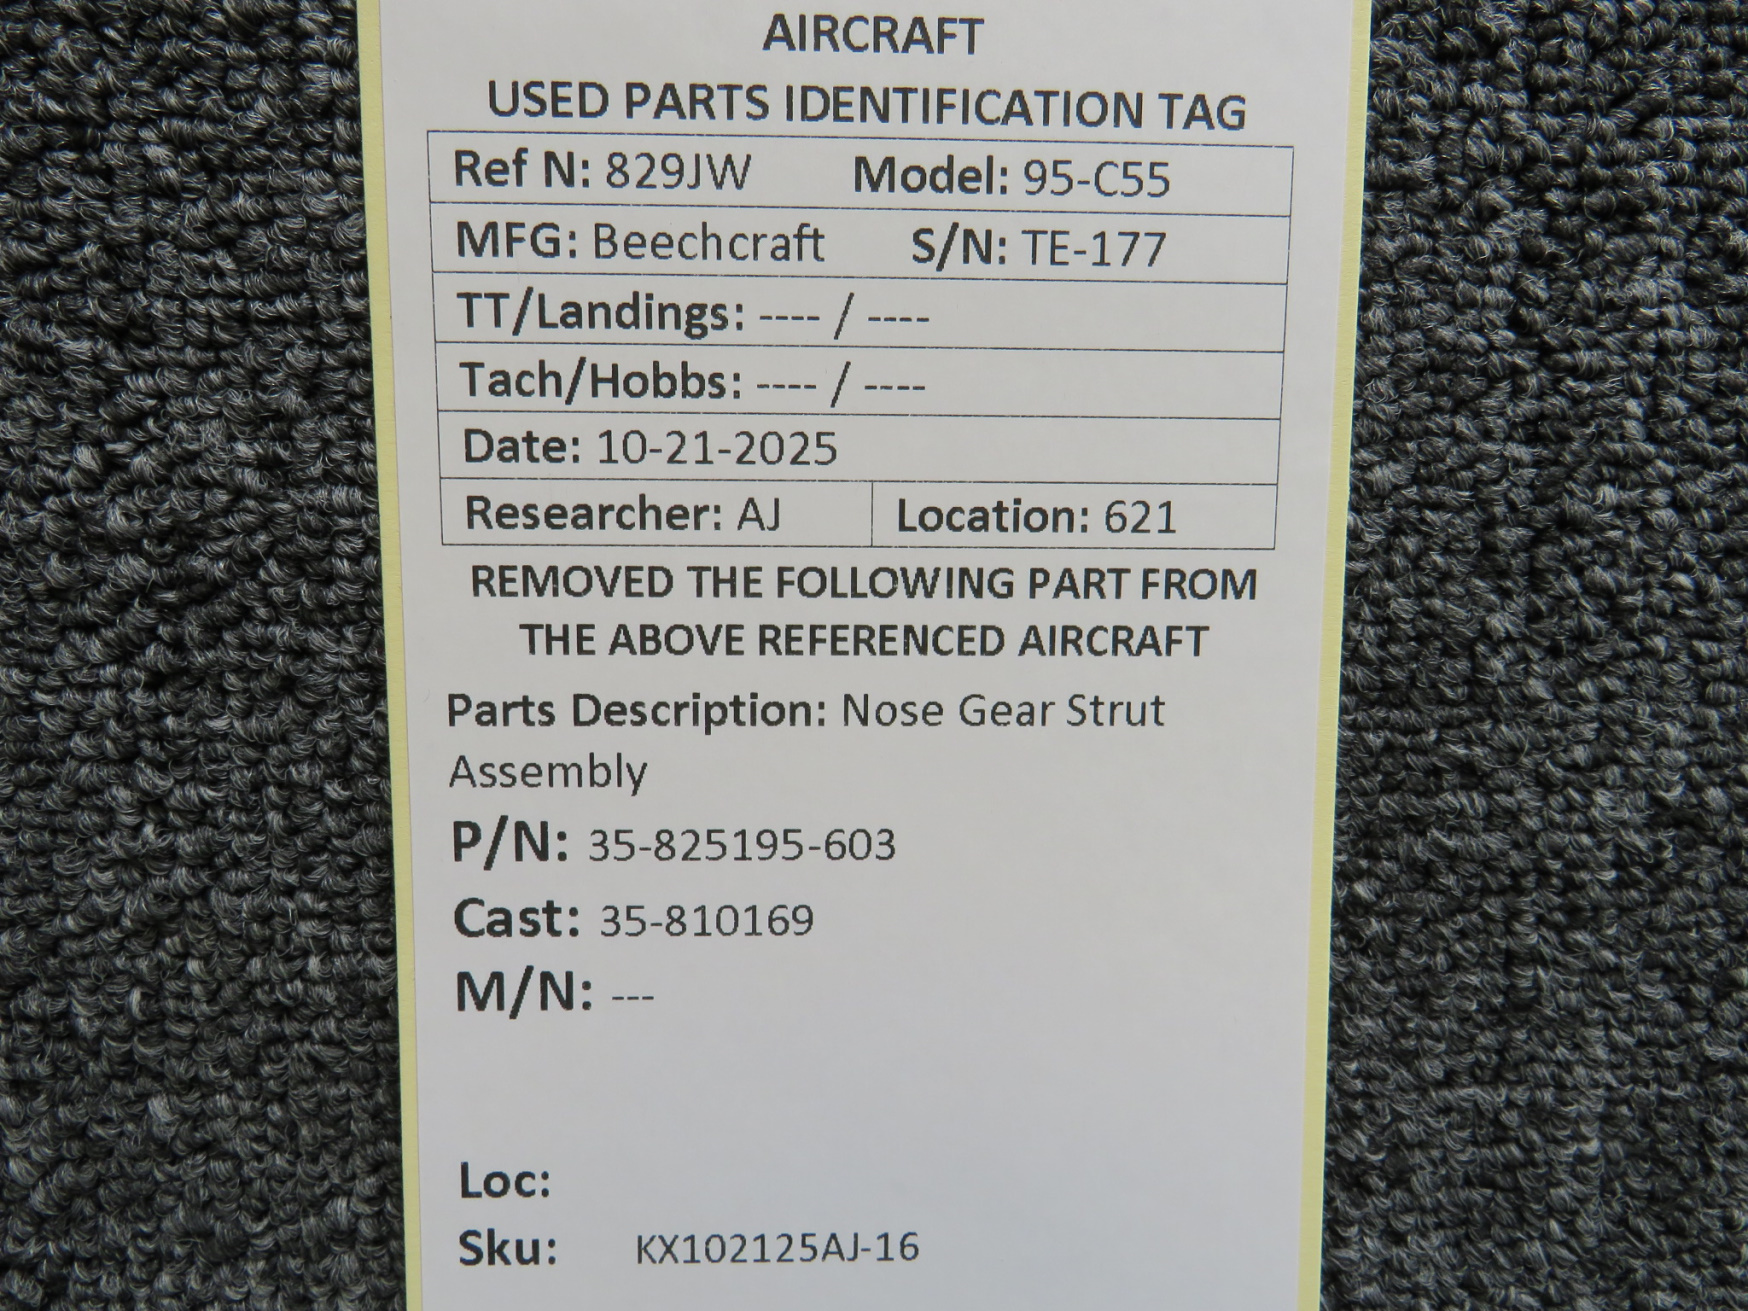 AIRCRAFT
USED PARTS IDENTIFICATION TAG
Ref N: 829JW Model: 95-C55
MFG: Beechcraft S/N: TE-177
TT/Landings: ---- / ----
Tach/Hobbs: ---- / ----
Date: 10-21-2025
Researcher: AJ Location: 621
REMOVED THE FOLLOWING PART FROM
THE ABOVE REFERENCED AIRCRAFT
Parts Description: Nose Gear Strut
Assembly
P/N: 35-825195-603
Cast: 35-810169
M/N: ---
Loc:
Sku: KX102125AJ-16